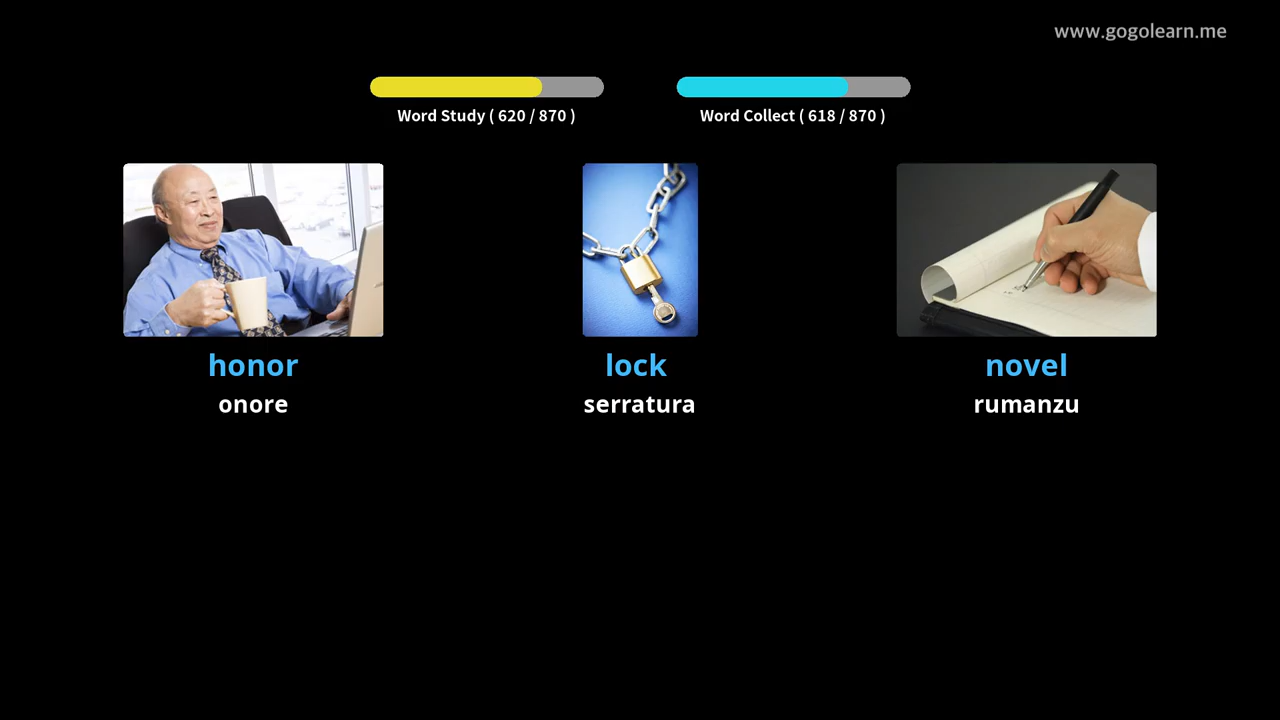 www.gogolearn.me
Word Study ( 620 / 870 )
Word Collect ( 618 / 870 )
honor
lock
novel
onore
serratura
rumanzu